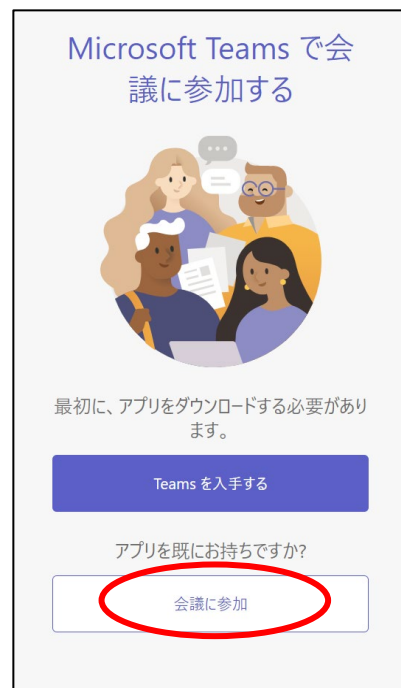 Microsoft Teams で会
議に参加する
最初に、アプリをダウンロードする必要があり
ます。
Teams を入手する
アプリを既にお持ちですか?
会議に参加